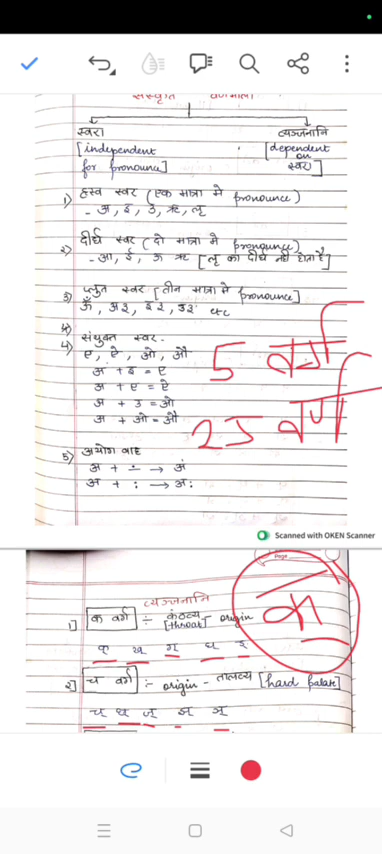 संस्कृत वर्णमाला
स्वरा व्यञ्जनानि
[independent for pronounce] [dependent on स्वरा]
1) ह्रस्व स्वर (एक मात्रा मे pronounce)
- अ, इ, उ, ऋ, लृ
2) दीर्घ स्वर (दो मात्रा मे pronounce)
- आ, ई, ऊ ॠ [लृ का दीर्घ नही होता है]
3) प्लुत स्वर [तीन मात्रा मे pronounce]
ॐ, अ३, इ३, उ३ etc
4) संयुक्त स्वर -
ए, ऐ, ओ, औ
अ + इ = ए
अ + ए = ऐ
अ + उ = ओ
अ + ओ = औ
5 वर्ग
25 वर्ण
5) अयोग वाह
अ + ∸ → अं
अ + : → अ:
Scanned with OKEN Scanner
Page
व्यञ्जनानि
1] क वर्ग ÷ कंठव्य [throat] origin
क् ख् ग् घ ङ
क
2] च वर्ग :- origin - तालव्य [hard palate]
च छ ज् झ ञ्